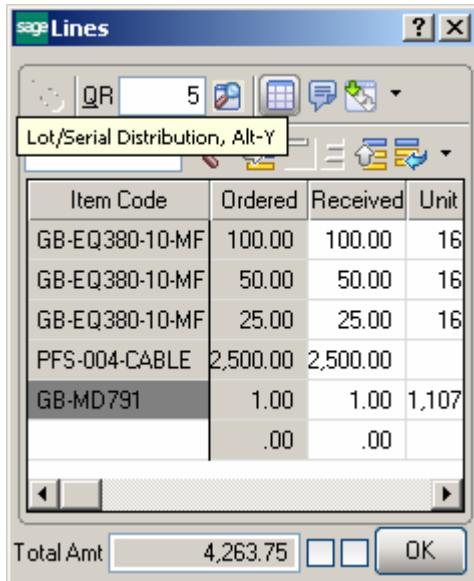 sage Lines
QR 5
Lot/Serial Distribution, Alt-Y
Item Code Ordered Received Unit
GB-EQ380-10-MF 100.00 100.00 16
GB-EQ380-10-MF 50.00 50.00 16
GB-EQ380-10-MF 25.00 25.00 16
PFS-004-CABLE 2,500.00 2,500.00
GB-MD791 1.00 1.00 1,107
.00 .00
Total Amt 4,263.75 OK